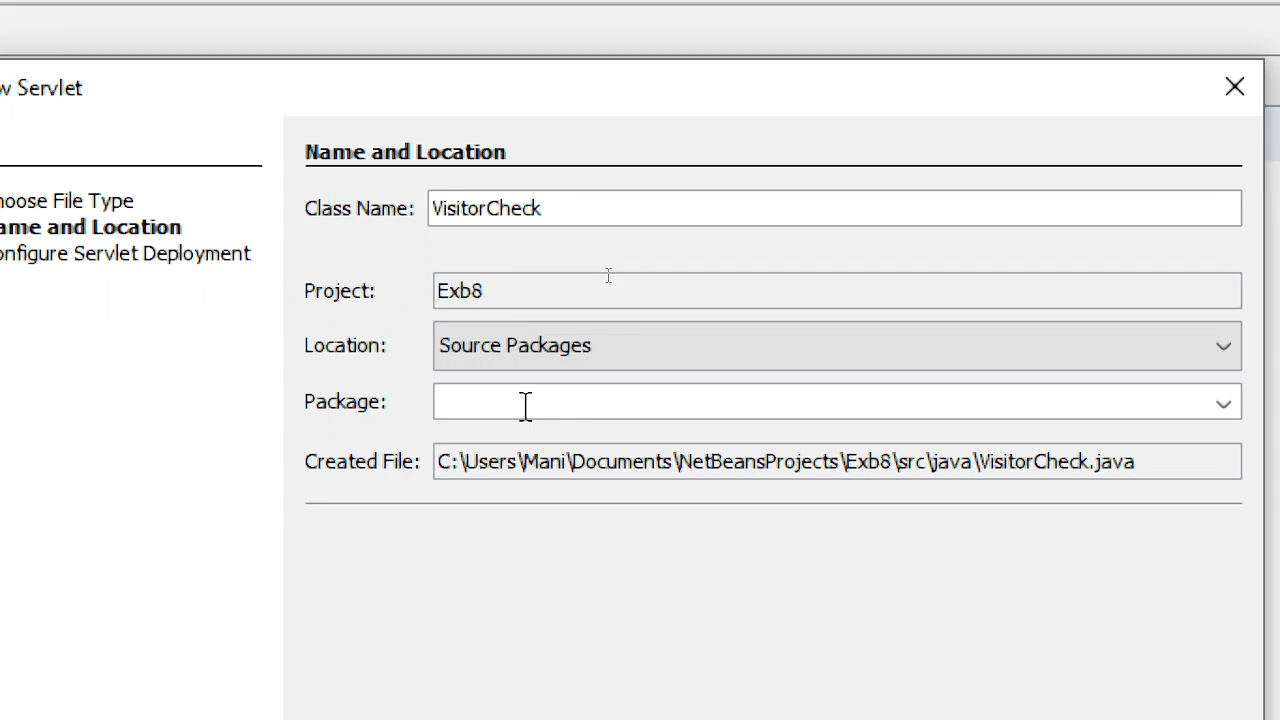 w Servlet
Name and Location
hoose File Type
Class Name: VisitorCheck
ame and Location
onfigure Servlet Deployment
Project: Exb8
Location: Source Packages
Package:
Created File: C:\Users\Mani\Documents\NetBeansProjects\Exb8\src\java\VisitorCheck.java